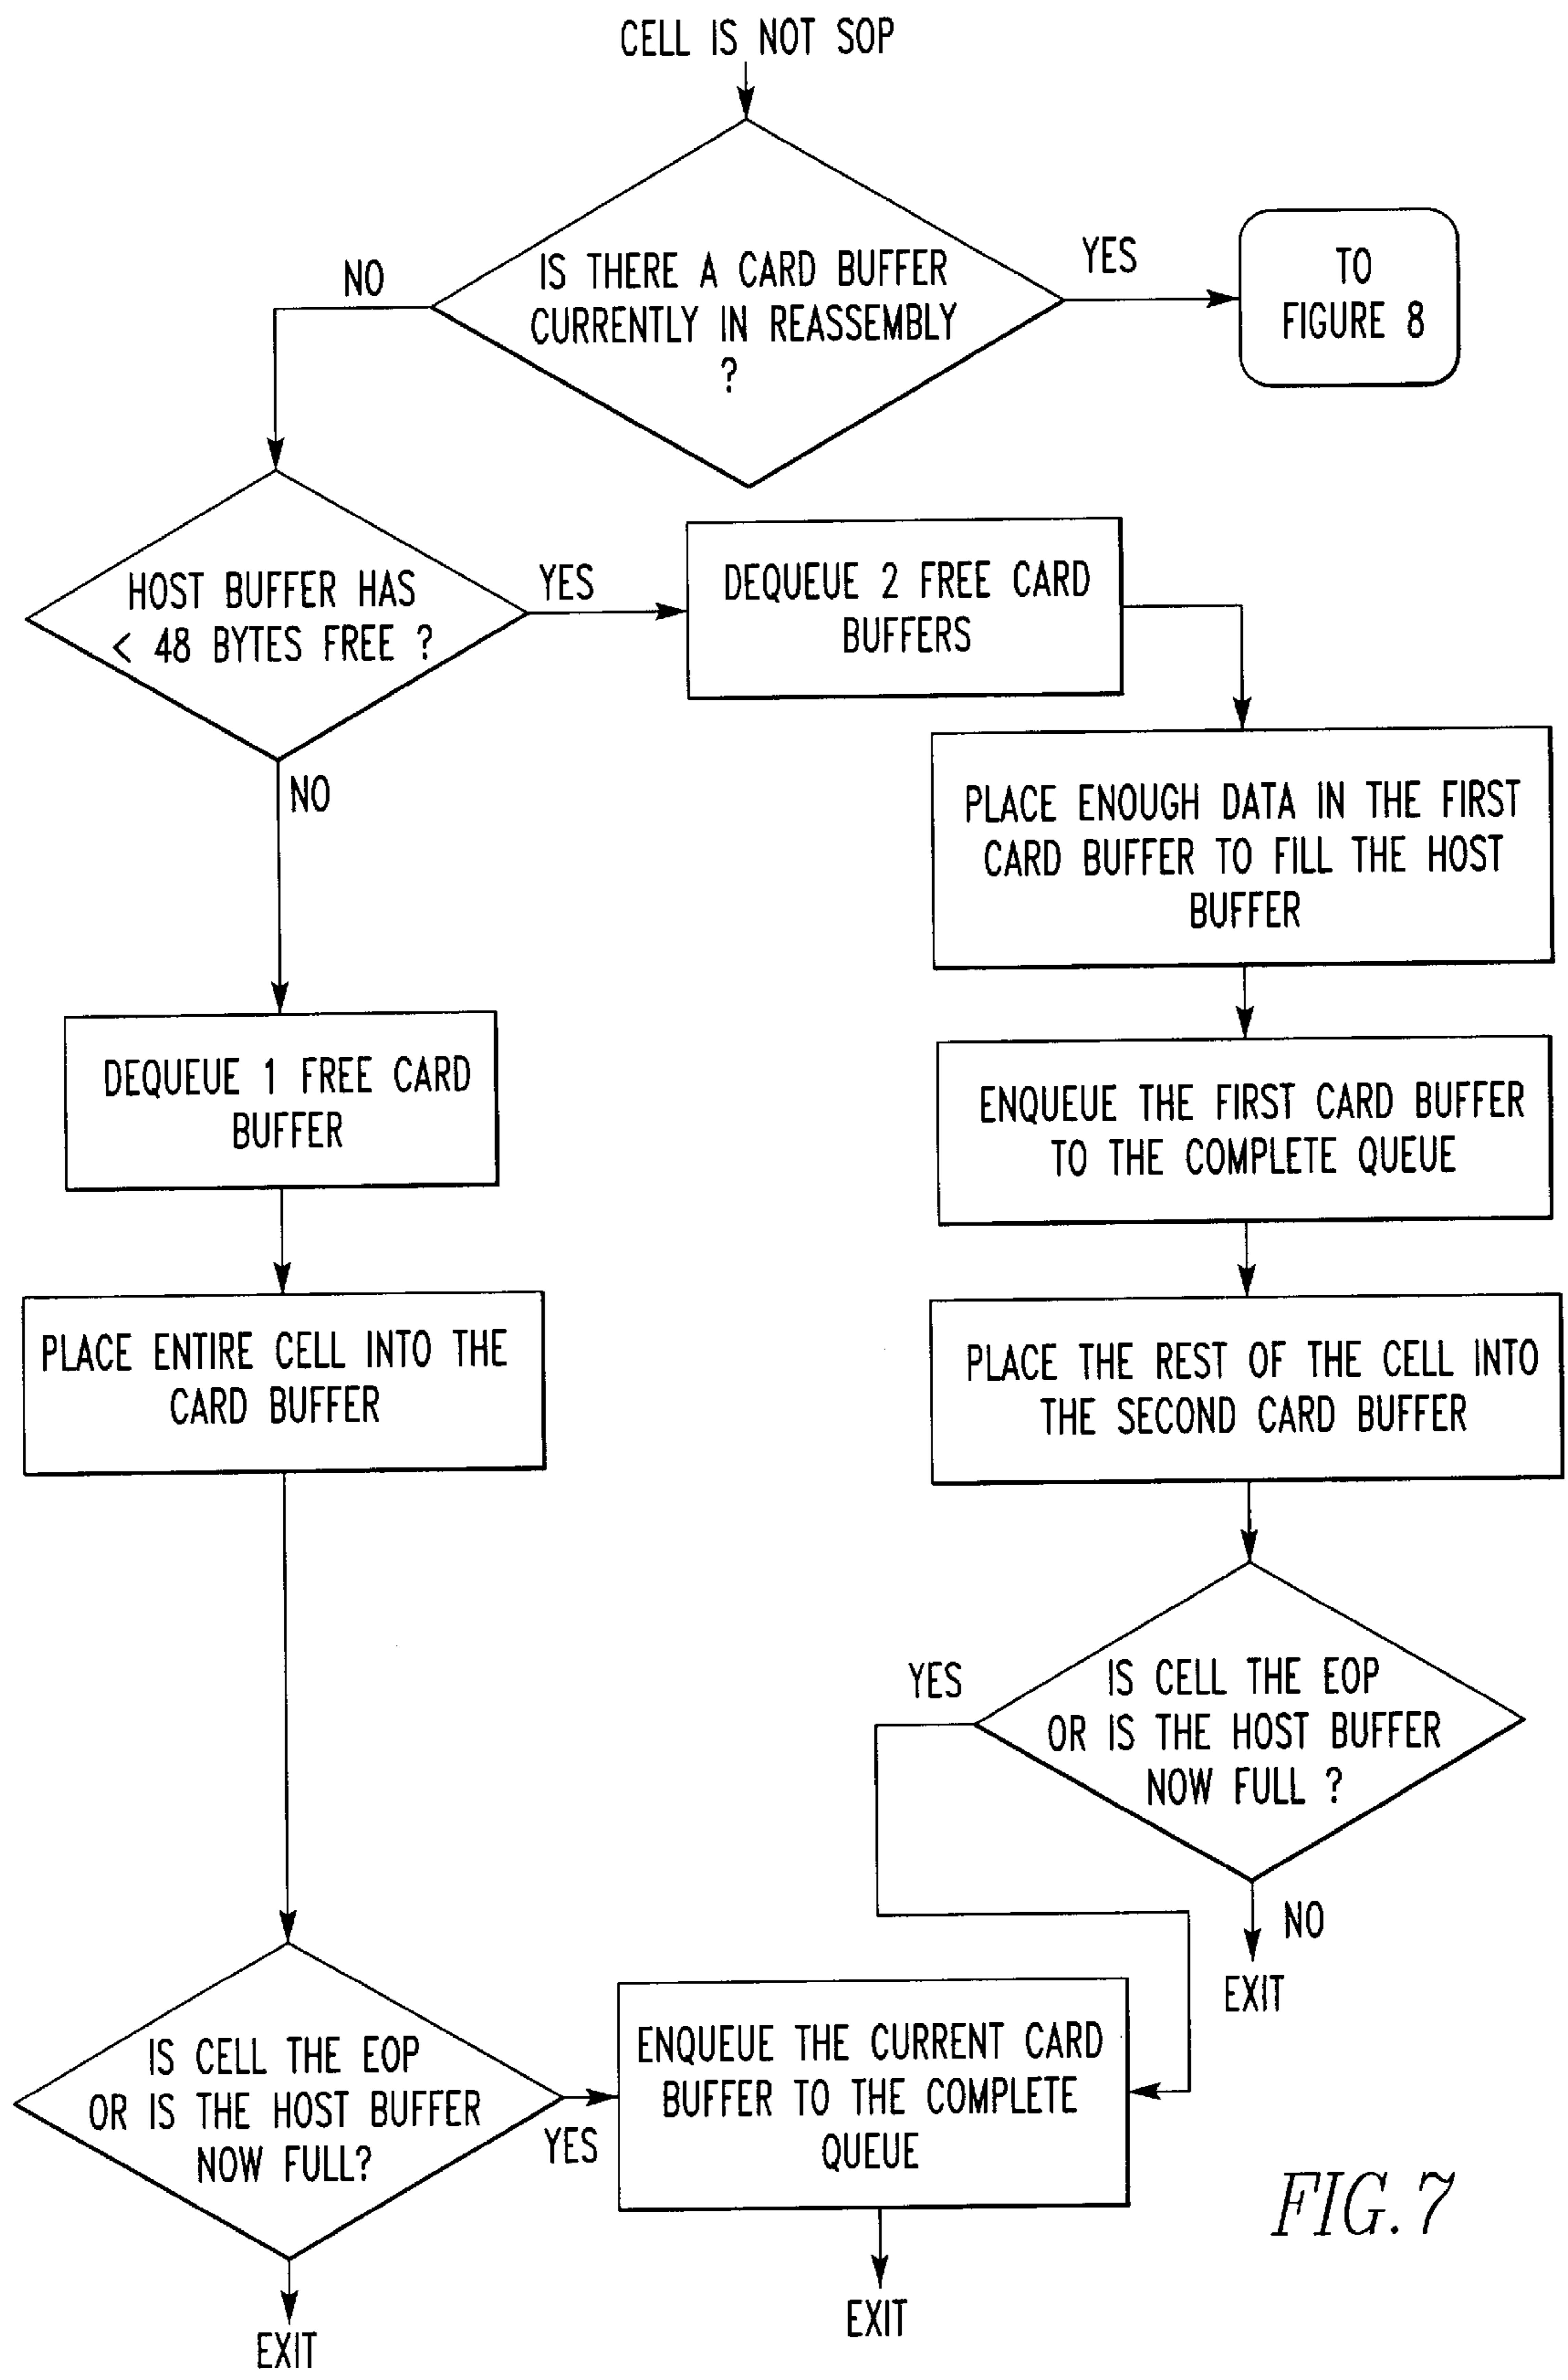 CELL IS NOT SOP
IS THERE A CARD BUFFER
CURRENTLY IN REASSEMBLY
?
YES
TO
FIGURE 8
NO
HOST BUFFER HAS
< 48 BYTES FREE ?
YES
DEQUEUE 2 FREE CARD
BUFFERS
NO
PLACE ENOUGH DATA IN THE FIRST
CARD BUFFER TO FILL THE HOST
BUFFER
DEQUEUE 1 FREE CARD
BUFFER
ENQUEUE THE FIRST CARD BUFFER
TO THE COMPLETE QUEUE
PLACE ENTIRE CELL INTO THE
CARD BUFFER
PLACE THE REST OF THE CELL INTO
THE SECOND CARD BUFFER
YES
IS CELL THE EOP
OR IS THE HOST BUFFER
NOW FULL ?
NO
EXIT
IS CELL THE EOP
OR IS THE HOST BUFFER
NOW FULL?
YES
ENQUEUE THE CURRENT CARD
BUFFER TO THE COMPLETE
QUEUE
EXIT
EXIT
FIG. 7